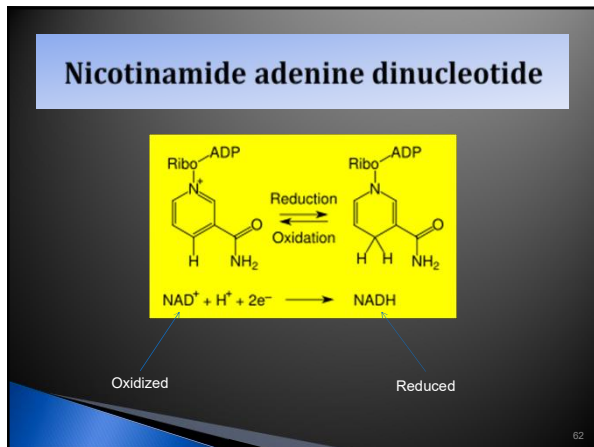 Nicotinamide adenine dinucleotide
Ribo ADP Ribo ADP
N⁺ N
Reduction
O O
Oxidation
H NH₂ H H NH₂
NAD⁺ + H⁺ + 2e⁻ ⟶ NADH
Oxidized Reduced
62